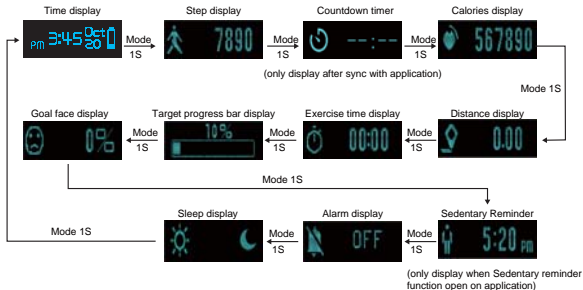 Time display
Step display
Countdown timer
Calories display
PM 3:45 Oct 20
Mode 1S
7890
Mode 1S
--:--
Mode 1S
567890
(only display after sync with application)
Mode 1S
Goal face display
Target progress bar display
Exercise time display
Distance display
0%
Mode 1S
10%
Mode 1S
00:00
Mode 1S
0.00
Mode 1S
Sleep display
Alarm display
Sedentary Reminder
Mode 1S
Mode 1S
OFF
Mode 1S
5:20 PM
(only display when Sedentary reminder
function open on application)